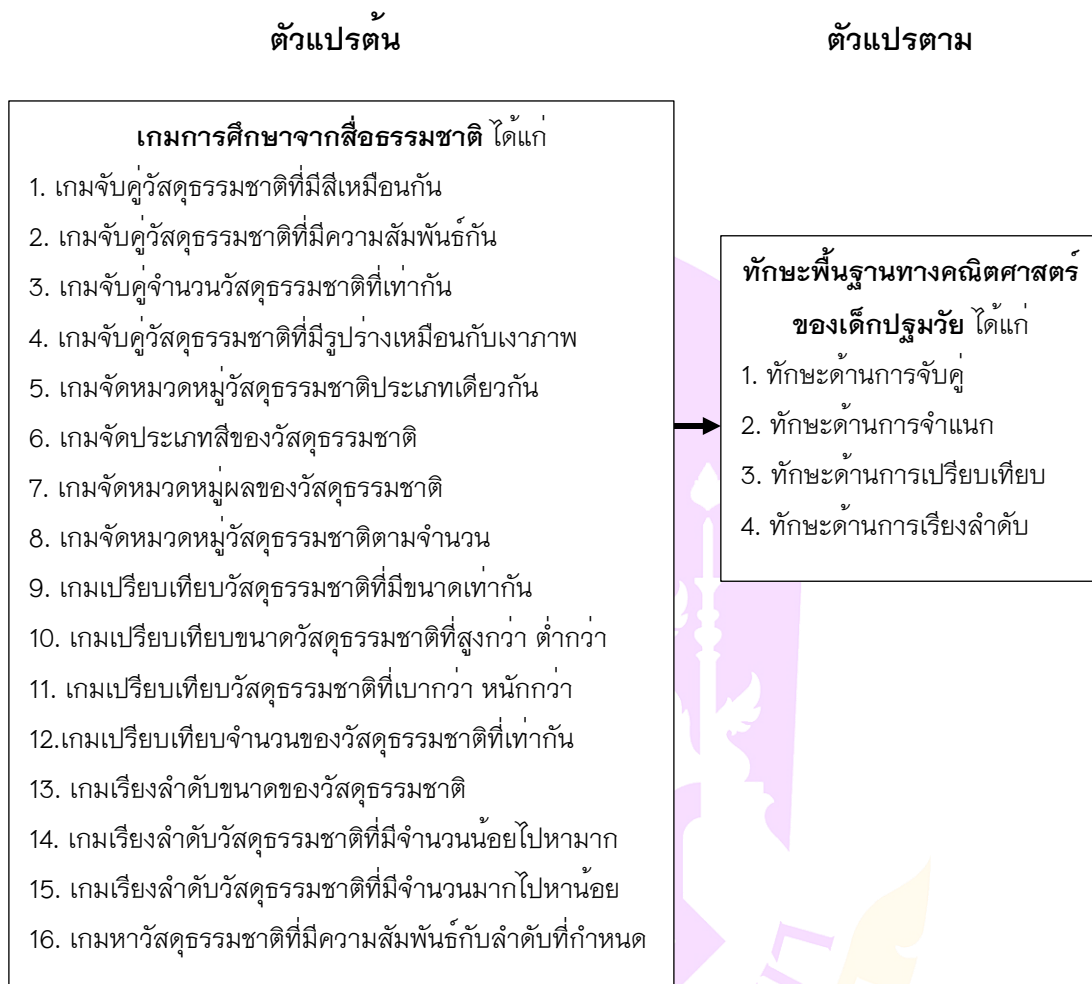 ตัวแปรต้น
ตัวแปรตาม
เกมการศึกษาจากสื่อธรรมชาติ ได้แก่
1. เกมจับคู่วัสดุธรรมชาติที่มีสีเหมือนกัน
2. เกมจับคู่วัสดุธรรมชาติที่มีความสัมพันธ์กัน
3. เกมจับคู่จำนวนวัสดุธรรมชาติที่เท่ากัน
4. เกมจับคู่วัสดุธรรมชาติที่มีรูปร่างเหมือนกับเงาภาพ
5. เกมจัดหมวดหมู่วัสดุธรรมชาติประเภทเดียวกัน
6. เกมจัดประเภทสีของวัสดุธรรมชาติ
7. เกมจัดหมวดหมู่ผลของวัสดุธรรมชาติ
8. เกมจัดหมวดหมู่วัสดุธรรมชาติตามจำนวน
9. เกมเปรียบเทียบวัสดุธรรมชาติที่มีขนาดเท่ากัน
10. เกมเปรียบเทียบขนาดวัสดุธรรมชาติที่สูงกว่า ต่ำกว่า
11. เกมเปรียบเทียบวัสดุธรรมชาติที่เบากว่า หนักกว่า
12.เกมเปรียบเทียบจำนวนของวัสดุธรรมชาติที่เท่ากัน
13. เกมเรียงลำดับขนาดของวัสดุธรรมชาติ
14. เกมเรียงลำดับวัสดุธรรมชาติที่มีจำนวนน้อยไปหามาก
15. เกมเรียงลำดับวัสดุธรรมชาติที่มีจำนวนมากไปหาน้อย
16. เกมหาวัสดุธรรมชาติที่มีความสัมพันธ์กับลำดับที่กำหนด
ทักษะพื้นฐานทางคณิตศาสตร์
ของเด็กปฐมวัย ได้แก่
1. ทักษะด้านการจับคู่
2. ทักษะด้านการจำแนก
3. ทักษะด้านการเปรียบเทียบ
4. ทักษะด้านการเรียงลำดับ